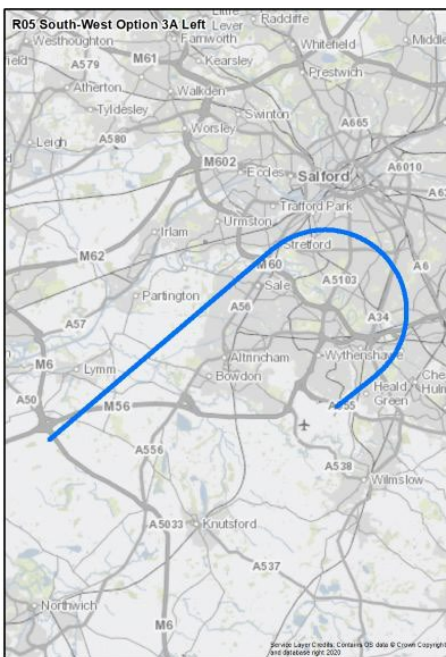 R05 South-West Option 3A Left
Little
Lever
Radcliffe
Westhoughton
M61
Farnworth
Whitefield
Middle
A579
Kearsley
Prestwich
Atherton
Walkden
Tyldesley
Swinton
A665
Worsley
Leigh
A580
M602
Eccles
Salford
A6010
Trafford Park
Urmston
Irlam
Stretford
M62
M60
A6
Sale
A5103
Partington
A56
A34
A57
M6
Wythenshawe
Altrincham
Lymm
Bowdon
Heald
Green
Hulm
A50
M56
A556
A538
Wilmslow
A5033
Knutsford
A537
Northwich
M6
Service Layer Credits: Contains OS data © Crown Copyright
and database right 2020